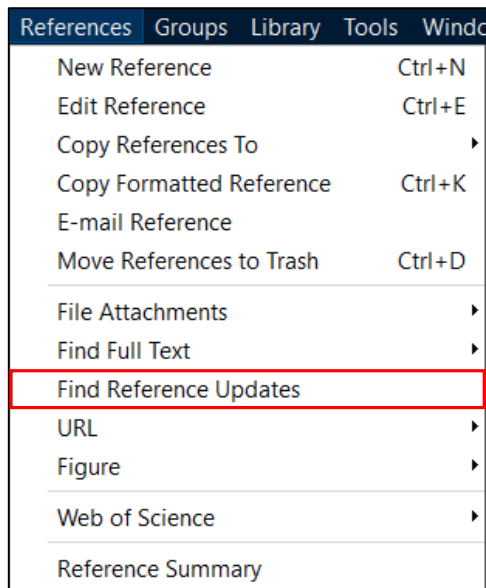 References Groups Library Tools Windo
New Reference Ctrl+N
Edit Reference Ctrl+E
Copy References To
Copy Formatted Reference Ctrl+K
E-mail Reference
Move References to Trash Ctrl+D
File Attachments
Find Full Text
Find Reference Updates
URL
Figure
Web of Science
Reference Summary